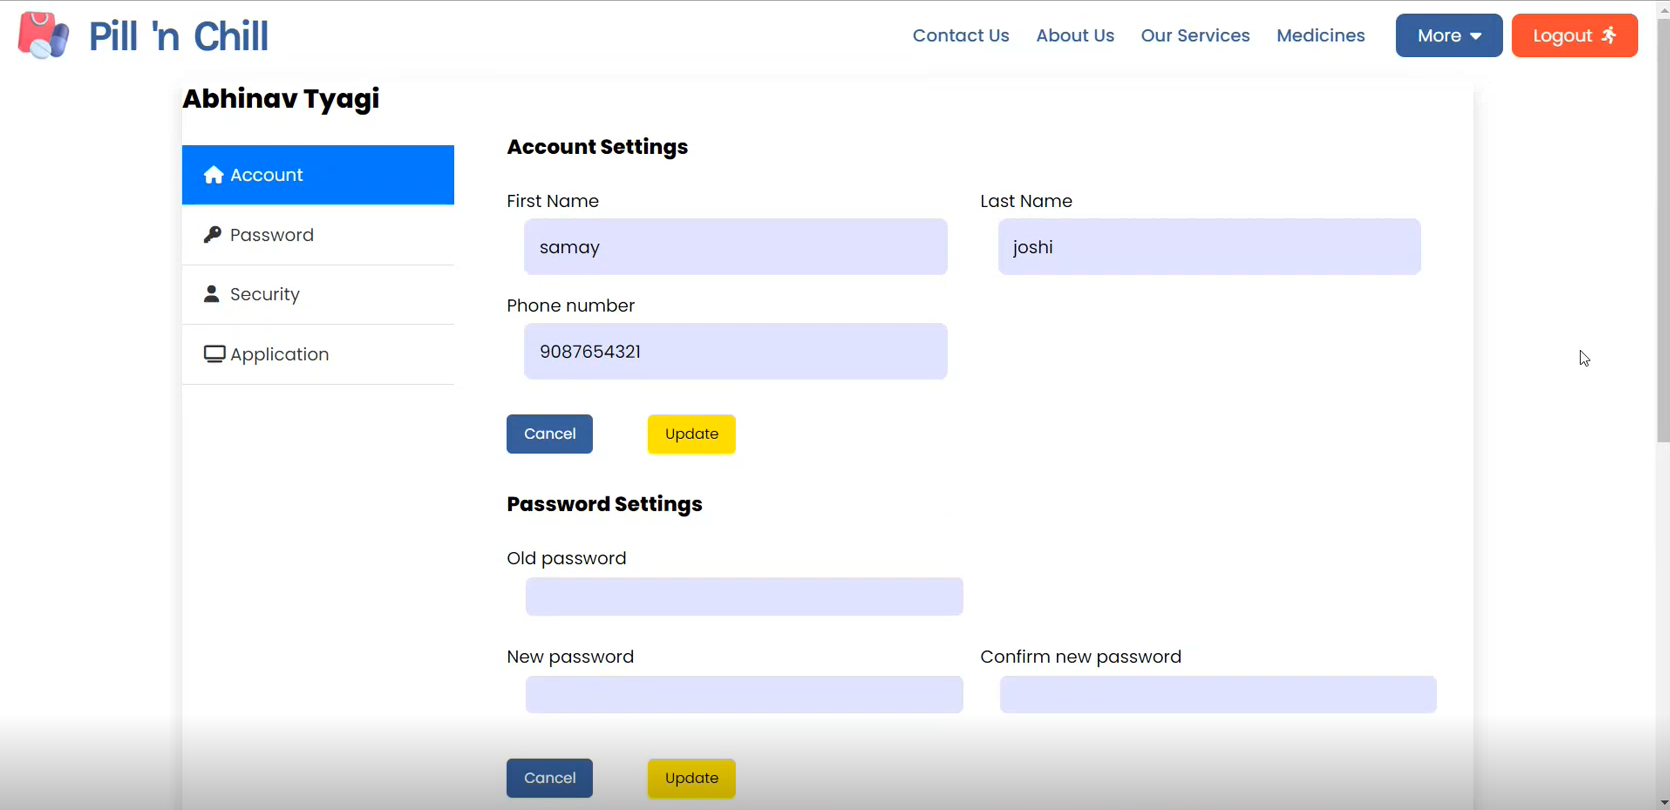 Pill 'n Chill
Contact Us About Us Our Services Medicines More Logout
Abhinav Tyagi
Account
Password
Security
Application
Account Settings
First Name Last Name
samay joshi
Phone number
9087654321
Cancel Update
Password Settings
Old password
New password Confirm new password
Cancel Update